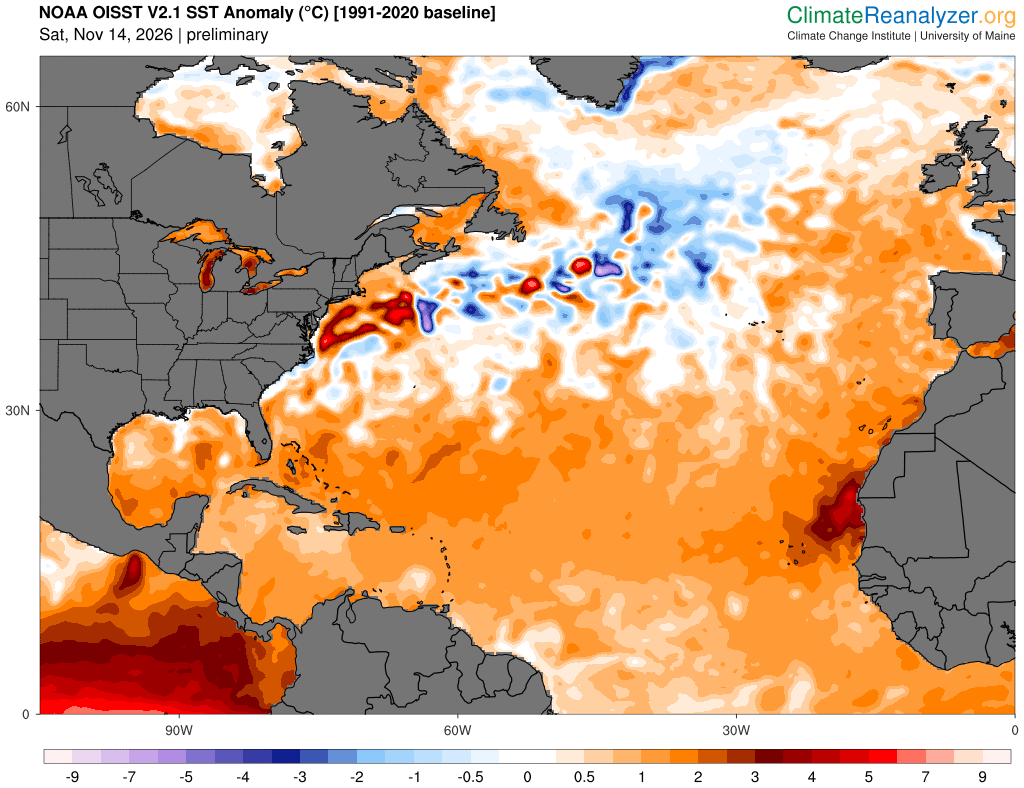 NOAA OISST V2.1 SST Anomaly (°C) [1991-2020 baseline]
Sat, Nov 14, 2026 | preliminary
ClimateReanalyzer.org
Climate Change Institute | University of Maine
60N
30N
0
90W 60W 30W 0
-9 -7 -5 -4 -3 -2 -1 -0.5 0 0.5 1 2 3 4 5 7 9